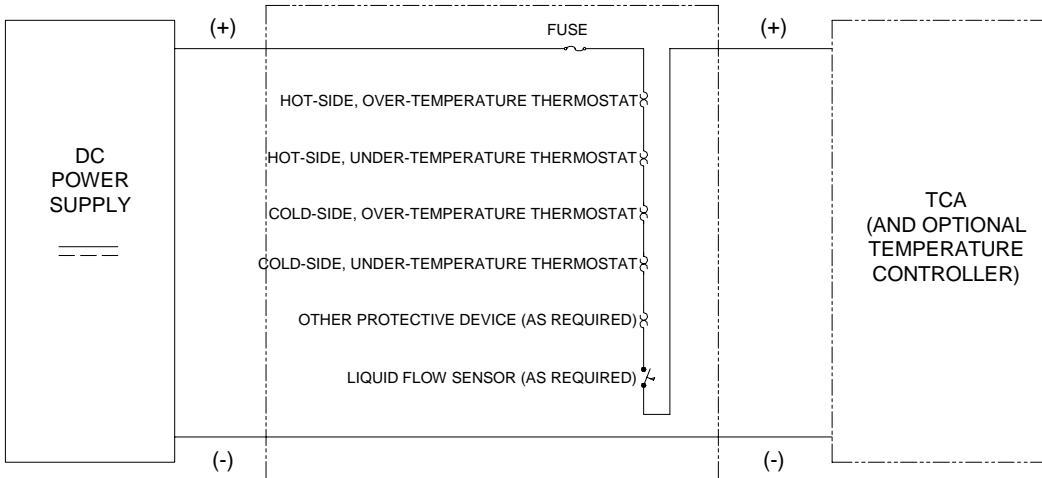 (+)
(+)
FUSE
HOT-SIDE, OVER-TEMPERATURE THERMOSTAT
HOT-SIDE, UNDER-TEMPERATURE THERMOSTAT
COLD-SIDE, OVER-TEMPERATURE THERMOSTAT
COLD-SIDE, UNDER-TEMPERATURE THERMOSTAT
OTHER PROTECTIVE DEVICE (AS REQUIRED)
LIQUID FLOW SENSOR (AS REQUIRED)
DC
POWER
SUPPLY
TCA
(AND OPTIONAL
TEMPERATURE
CONTROLLER)
(-)
(-)